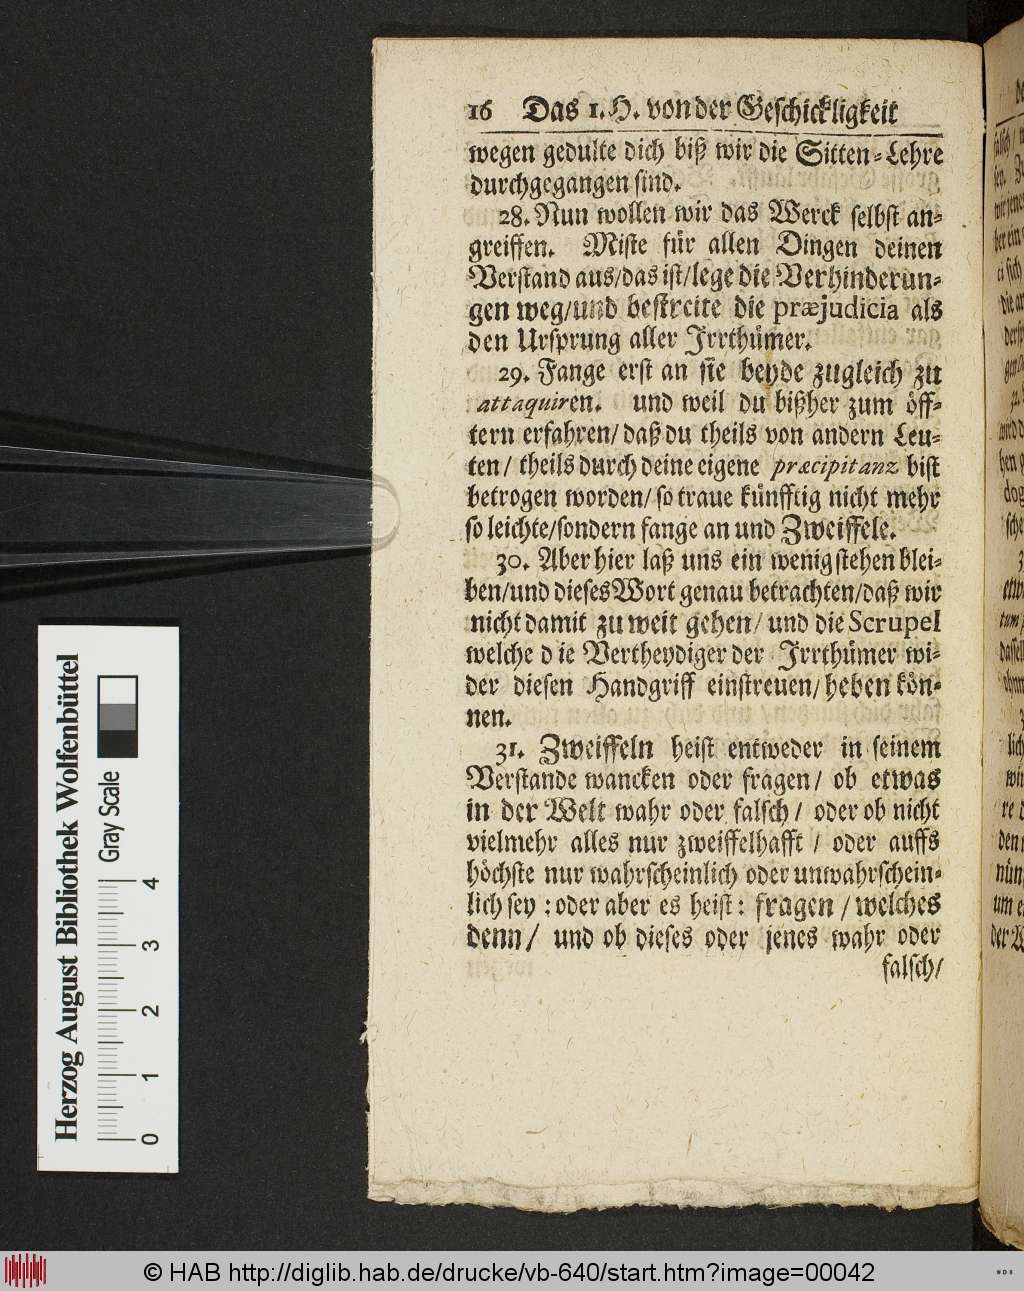 16 Das 1. H. von der Geschickligkeit
wegen gedulte dich biß wir die Sitten-Lehre
durchgegangen sind.
28. Nun wollen wir das Werck selbst an-
greiffen. Miste für allen Dingen deinen
Verstand aus/das ist/lege die Verhinderun-
gen weg/und bestreite die præjudicia als
den Ursprung aller Irrthümer.
29. Fange erst an sie beyde zugleich zu
attaquiren. und weil du bißher zum öff-
tern erfahren/ daß du theils von andern Leu-
ten/ theils durch deine eigene præcipitanz bist
betrogen worden/ so traue künfftig nicht mehr
so leichte/sondern fange an und Zweiffele.
30. Aber hier laß uns ein wenig stehen blei-
ben/und dieses Wort genau betrachten/daß wir
nicht damit zu weit gehen/ und die Scrupel
welche d ie Vertheydiger der Irrthümer wi-
der diesen Handgriff einstreuen/ heben kön-
nen.
31. Zweiffeln heist entweder in seinem
Verstande wancken oder fragen/ ob etwas
in der Welt wahr oder falsch/ oder ob nicht
vielmehr alles nur zweiffelhafft / oder auffs
höchste nur wahrscheinlich oder unwahrschein-
lich sey : oder aber es heist: fragen / welches
denn/ und ob dieses oder jenes wahr oder
falsch/
Herzog August Bibliothek Wolfenbüttel
Gray Scale
0 1 2 3 4
© HAB http://diglib.hab.de/drucke/vb-640/start.htm?image=00042